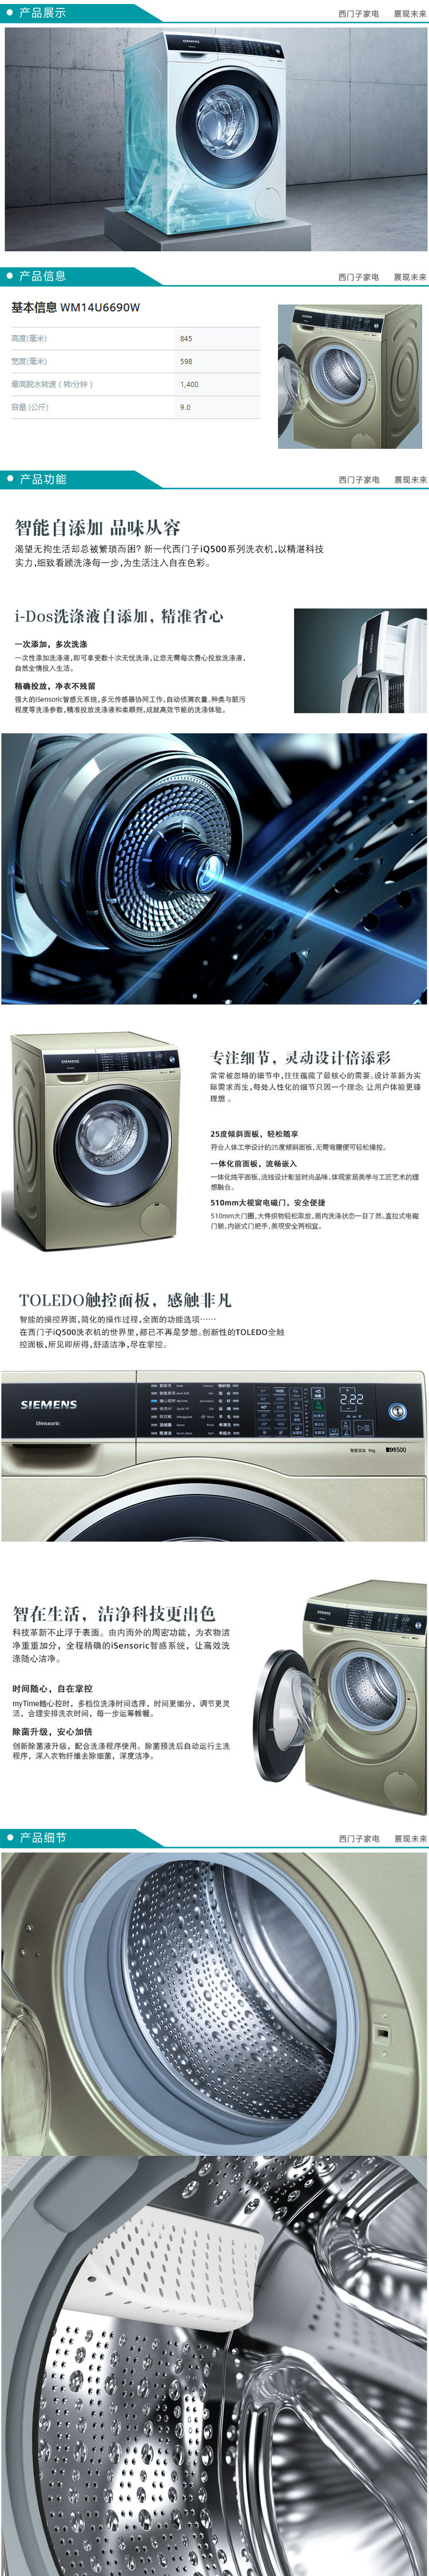 产品展示
西门子家电 展现未来
SIEMENS
产品信息
西门子家电 展现未来
基本信息 WM14U6690W
高度(毫米) 845
宽度(毫米) 598
最高脱水转速（转/分钟） 1,400
容量 (公斤) 9.0
产品功能
西门子家电 展现未来
智能自添加 品味从容
渴望无拘生活却总被繁琐而困? 新一代西门子iQ500系列洗衣机,以精湛科技
实力,细致看顾洗涤每一步,为生活注入自在色彩。
i-Dos洗涤液自添加, 精准省心
一次添加，多次洗涤
一次性添加洗涤液,即可享受数十次无忧洗涤,让您无需每次费心投放洗涤液,
自然全情投入生活。
精确投放，净衣不残留
强大的iSensoric智感元系统,多元传感器协同工作,自动侦测衣量、种类与脏污
程度等洗涤参数,精准投放洗涤液和柔顺剂,成就高效节能的洗涤体验。
专注细节，灵动设计倍添彩
常常被忽略的细节中,往往蕴藏了最核心的需要。设计革新为实
际需求而生,每处人性化的细节只因一个理念: 让用户体验更臻
理想 。
SIEMENS
25度倾斜面板，轻松随享
符合人体工学设计的25度倾斜面板,无需弯腰便可轻松操控。
一体化前面板，流畅嵌入
一体化纯平面板,流线设计彰显时尚品味,体现家居美学与工匠艺术的理
想融合。
510mm大视窗电磁门，安全便捷
510mm大门圈,大件织物轻松取放,筒内洗涤状态一目了然。直拉式电磁
门锁,内嵌式门把手,美观安全两相宜。
TOLEDO触控面板，感触非凡
智能的操控界面,简化的操作过程,全面的功能选项……
在西门子iQ500洗衣机的世界里,都已不再是梦想。创新性的TOLEDO全触
控面板,所见即所得,舒适洁净,尽在掌控。
SIEMENS
iSensoric
2:22
智能添加 9kg iQ500
智在生活，洁净科技更出色
科技革新不止浮于表面。由内而外的周密功能，为衣物洁
净重重加分，全程精确的iSensoric智感系统，让高效洗
涤随心洁净。
时间随心，自在掌控
myTime随心控时，多档位洗涤时间选择，时间更细分，调节更灵
活，合理安排洗衣时间，每一步运筹帷幄。
除菌升级，安心加倍
创新除菌液升级，配合洗涤程序使用。除菌预洗后自动运行主洗
程序，深入衣物纤维去除细菌，深度洁净。
产品细节
西门子家电 展现未来